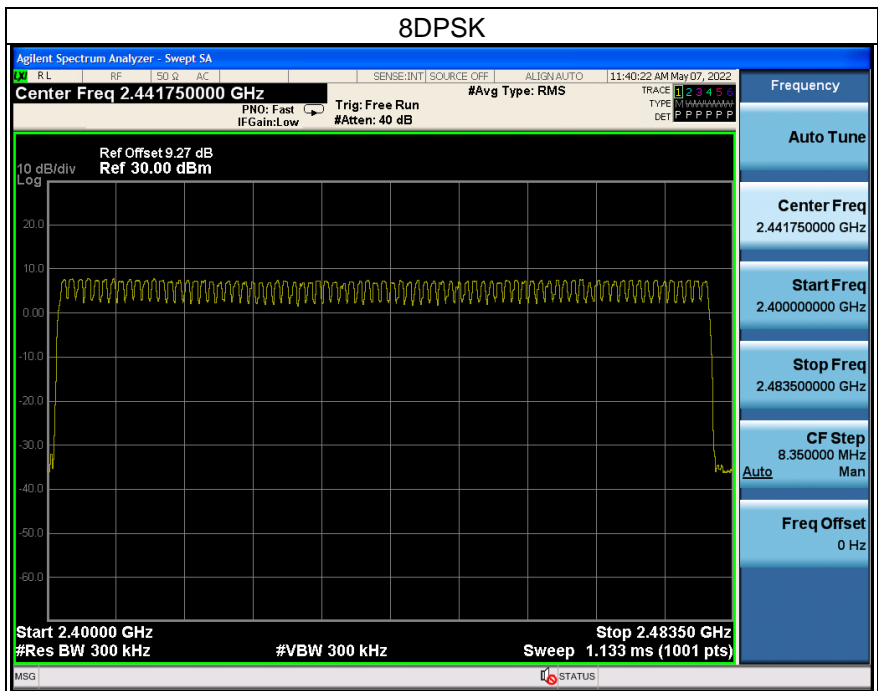 8DPSK
Agilent Spectrum Analyzer - Swept SA
LXI RL RF 50 Ω AC SENSE:INT SOURCE OFF ALIGN AUTO 11:40:22 AM May 07, 2022
Center Freq 2.441750000 GHz #Avg Type: RMS TRACE 1 2 3 4 5 6
PNO: Fast Trig: Free Run TYPE M WWWWW
IFGain:Low #Atten: 40 dB DET P P P P P P
Frequency
Auto Tune
Ref Offset 9.27 dB
10 dB/div Ref 30.00 dBm
Log
20.0
10.0
0.00
-10.0
-20.0
-30.0
-40.0
-50.0
-60.0
Center Freq
2.441750000 GHz
Start Freq
2.400000000 GHz
Stop Freq
2.483500000 GHz
CF Step
8.350000 MHz
Auto Man
Freq Offset
0 Hz
Start 2.40000 GHz Stop 2.48350 GHz
#Res BW 300 kHz #VBW 300 kHz Sweep 1.133 ms (1001 pts)
MSG STATUS